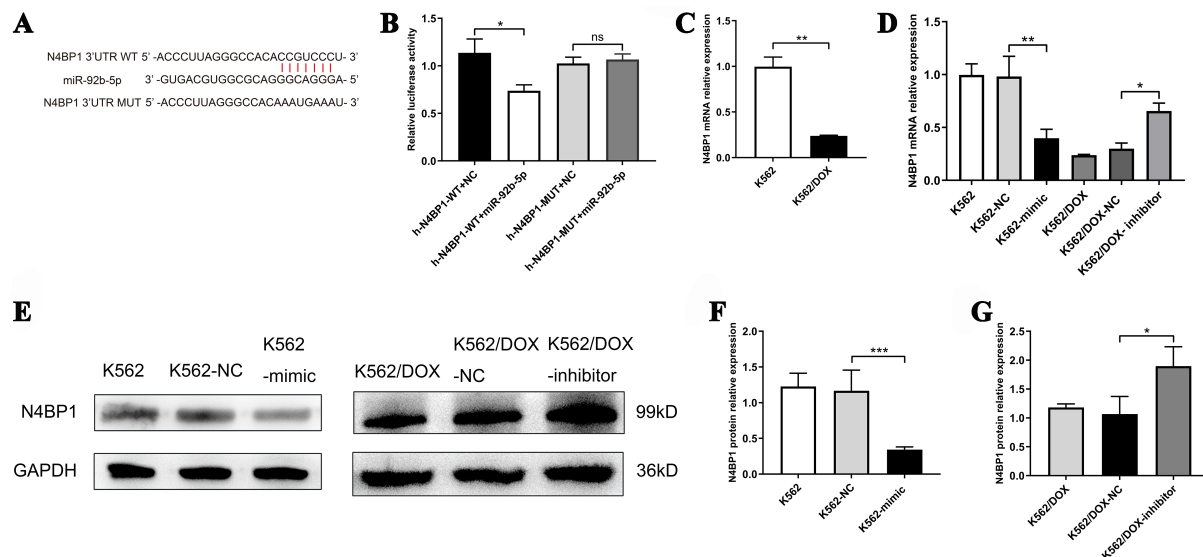 A
N4BP1 3'UTR WT 5' -ACCCUUAGGGCCACACCGUCCCU- 3'
miR-92b-5p 3' -GUGACGUGGCGCAGGGCAGGGA- 5'
N4BP1 3'UTR MUT 5' -ACCCUUAGGGCCACAAAUGAAAU- 3'
B
Relative luciferase activity
1.5
1.0
0.5
0.0
*
ns
h-N4BP1-WT+NC
h-N4BP1-WT+miR-92b-5p
h-N4BP1-MUT+NC
h-N4BP1-MUT+miR-92b-5p
C
N4BP1 mRNA relative expression
1.5
1.0
0.5
0.0
**
K562
K562/DOX
D
N4BP1 mRNA relative expression
1.5
1.0
0.5
0.0
**
*
K562
K562-NC
K562-mimic
K562/DOX
K562/DOX-NC
K562/DOX- inhibitor
E
K562
K562-NC
K562
-mimic
K562/DOX
K562/DOX
-NC
K562/DOX
-inhibitor
N4BP1
99kD
GAPDH
36kD
F
N4BP1 protein relative expression
2.0
1.5
1.0
0.5
0.0
***
K562
K562-NC
K562-mimic
G
N4BP1 protein relative expression
2.5
2.0
1.5
1.0
0.5
0.0
*
K562/DOX
K562/DOX-NC
K562/DOX-inhibitor